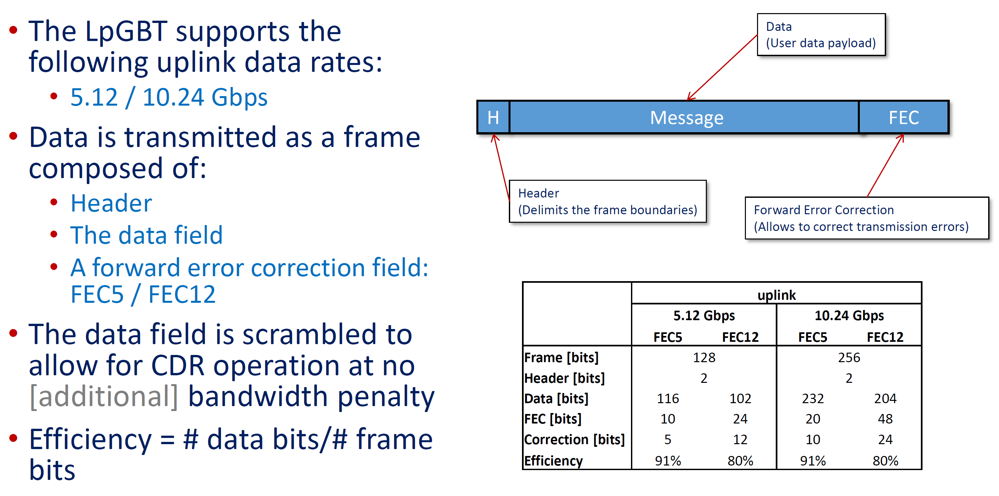 • The LpGBT supports the
following uplink data rates:
• 5.12 / 10.24 Gbps
• Data is transmitted as a frame
composed of:
• Header
• The data field
• A forward error correction field:
FEC5 / FEC12
• The data field is scrambled to
allow for CDR operation at no
[additional] bandwidth penalty
• Efficiency = # data bits/# frame
bits
Data
(User data payload)
H Message FEC
Header
(Delimits the frame boundaries)
Forward Error Correction
(Allows to correct transmission errors)
uplink
5.12 Gbps 10.24 Gbps
FEC5 FEC12 FEC5 FEC12
Frame [bits] 128 256
Header [bits] 2 2
Data [bits] 116 102 232 204
FEC [bits] 10 24 20 48
Correction [bits] 5 12 10 24
Efficiency 91% 80% 91% 80%